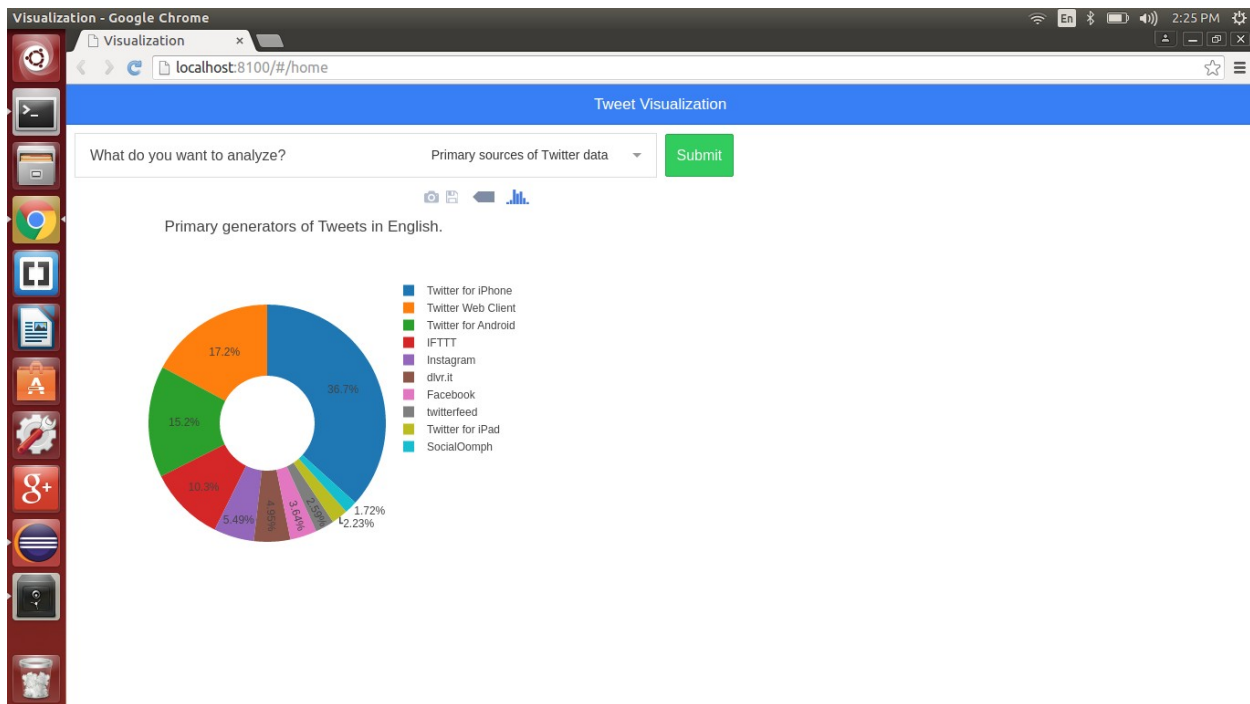 Visualization - Google Chrome
En
2:25 PM
Visualization ×
localhost:8100/#/home
Tweet Visualization
What do you want to analyze? Primary sources of Twitter data Submit
Primary generators of Tweets in English.
Twitter for iPhone
Twitter Web Client
Twitter for Android
IFTTT
Instagram
dlvr.it
Facebook
twitterfeed
Twitter for iPad
SocialOomph
17.2%
36.7%
15.2%
10.3%
5.49%
4.95%
3.64%
2.59%
1.72%
2.23%
8+